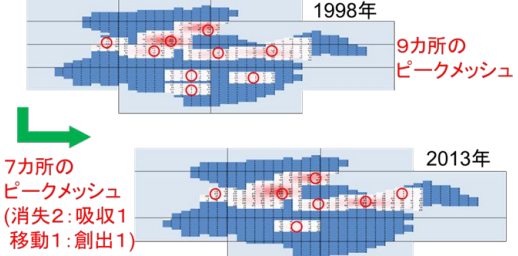 1998年
9カ所の
ピークメッシュ
7カ所の
ピークメッシュ
(消失2:吸収1
移動1:創出1)
2013年